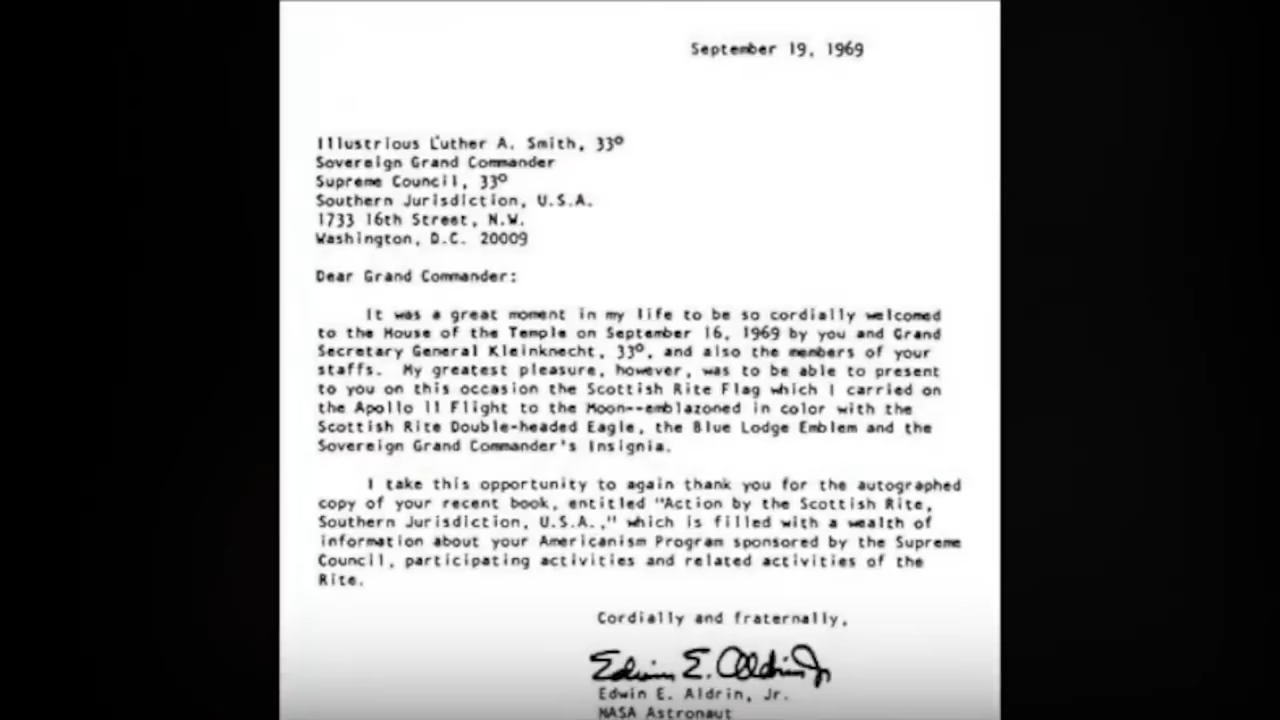 September 19, 1969
Illustrious Luther A. Smith, 33º
Sovereign Grand Commander
Supreme Council, 33º
Southern Jurisdiction, U.S.A.
1733 16th Street, N.W.
Washington, D.C. 20009
Dear Grand Commander:
It was a great moment in my life to be so cordially welcomed
to the House of the Temple on September 16, 1969 by you and Grand
Secretary General Kleinknecht, 33º, and also the members of your
staffs. My greatest pleasure, however, was to be able to present
to you on this occasion the Scottish Rite Flag which I carried on
the Apollo 11 Flight to the Moon--emblazoned in color with the
Scottish Rite Double-headed Eagle, the Blue Lodge Emblem and the
Sovereign Grand Commander's Insignia.
I take this opportunity to again thank you for the autographed
copy of your recent book, entitled "Action by the Scottish Rite,
Southern Jurisdiction, U.S.A.," which is filled with a wealth of
information about your Americanism Program sponsored by the Supreme
Council, participating activities and related activities of the
Rite.
Cordially and fraternally,
Edwin E. Aldrin Jr
Edwin E. Aldrin, Jr.
NASA Astronaut